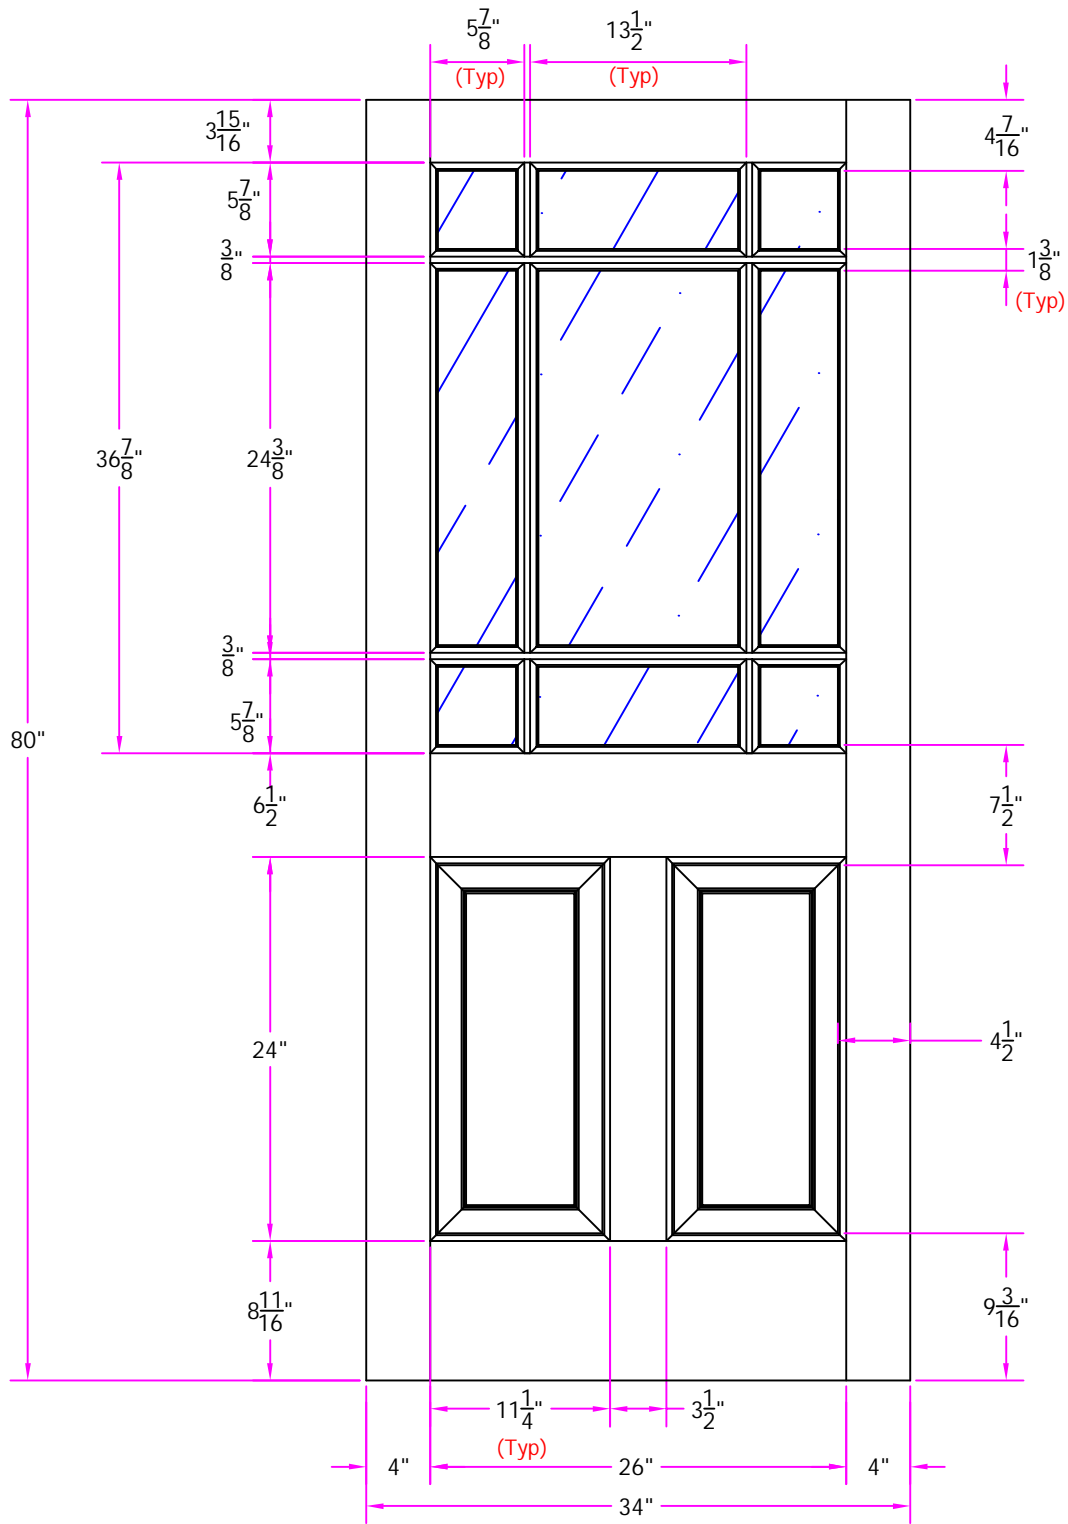 5 7/8" 13 1/2"
(Typ) (Typ)
3 15/16" 4 7/16"
5 7/8"
3/8" 1 3/8"
(Typ)
36 7/8" 24 3/8"
3/8"
5 7/8"
80"
6 1/2" 7 1/2"
24" 4 1/2"
8 11/16" 9 3/16"
11 1/4" 3 1/2"
(Typ)
4" 26" 4"
34"